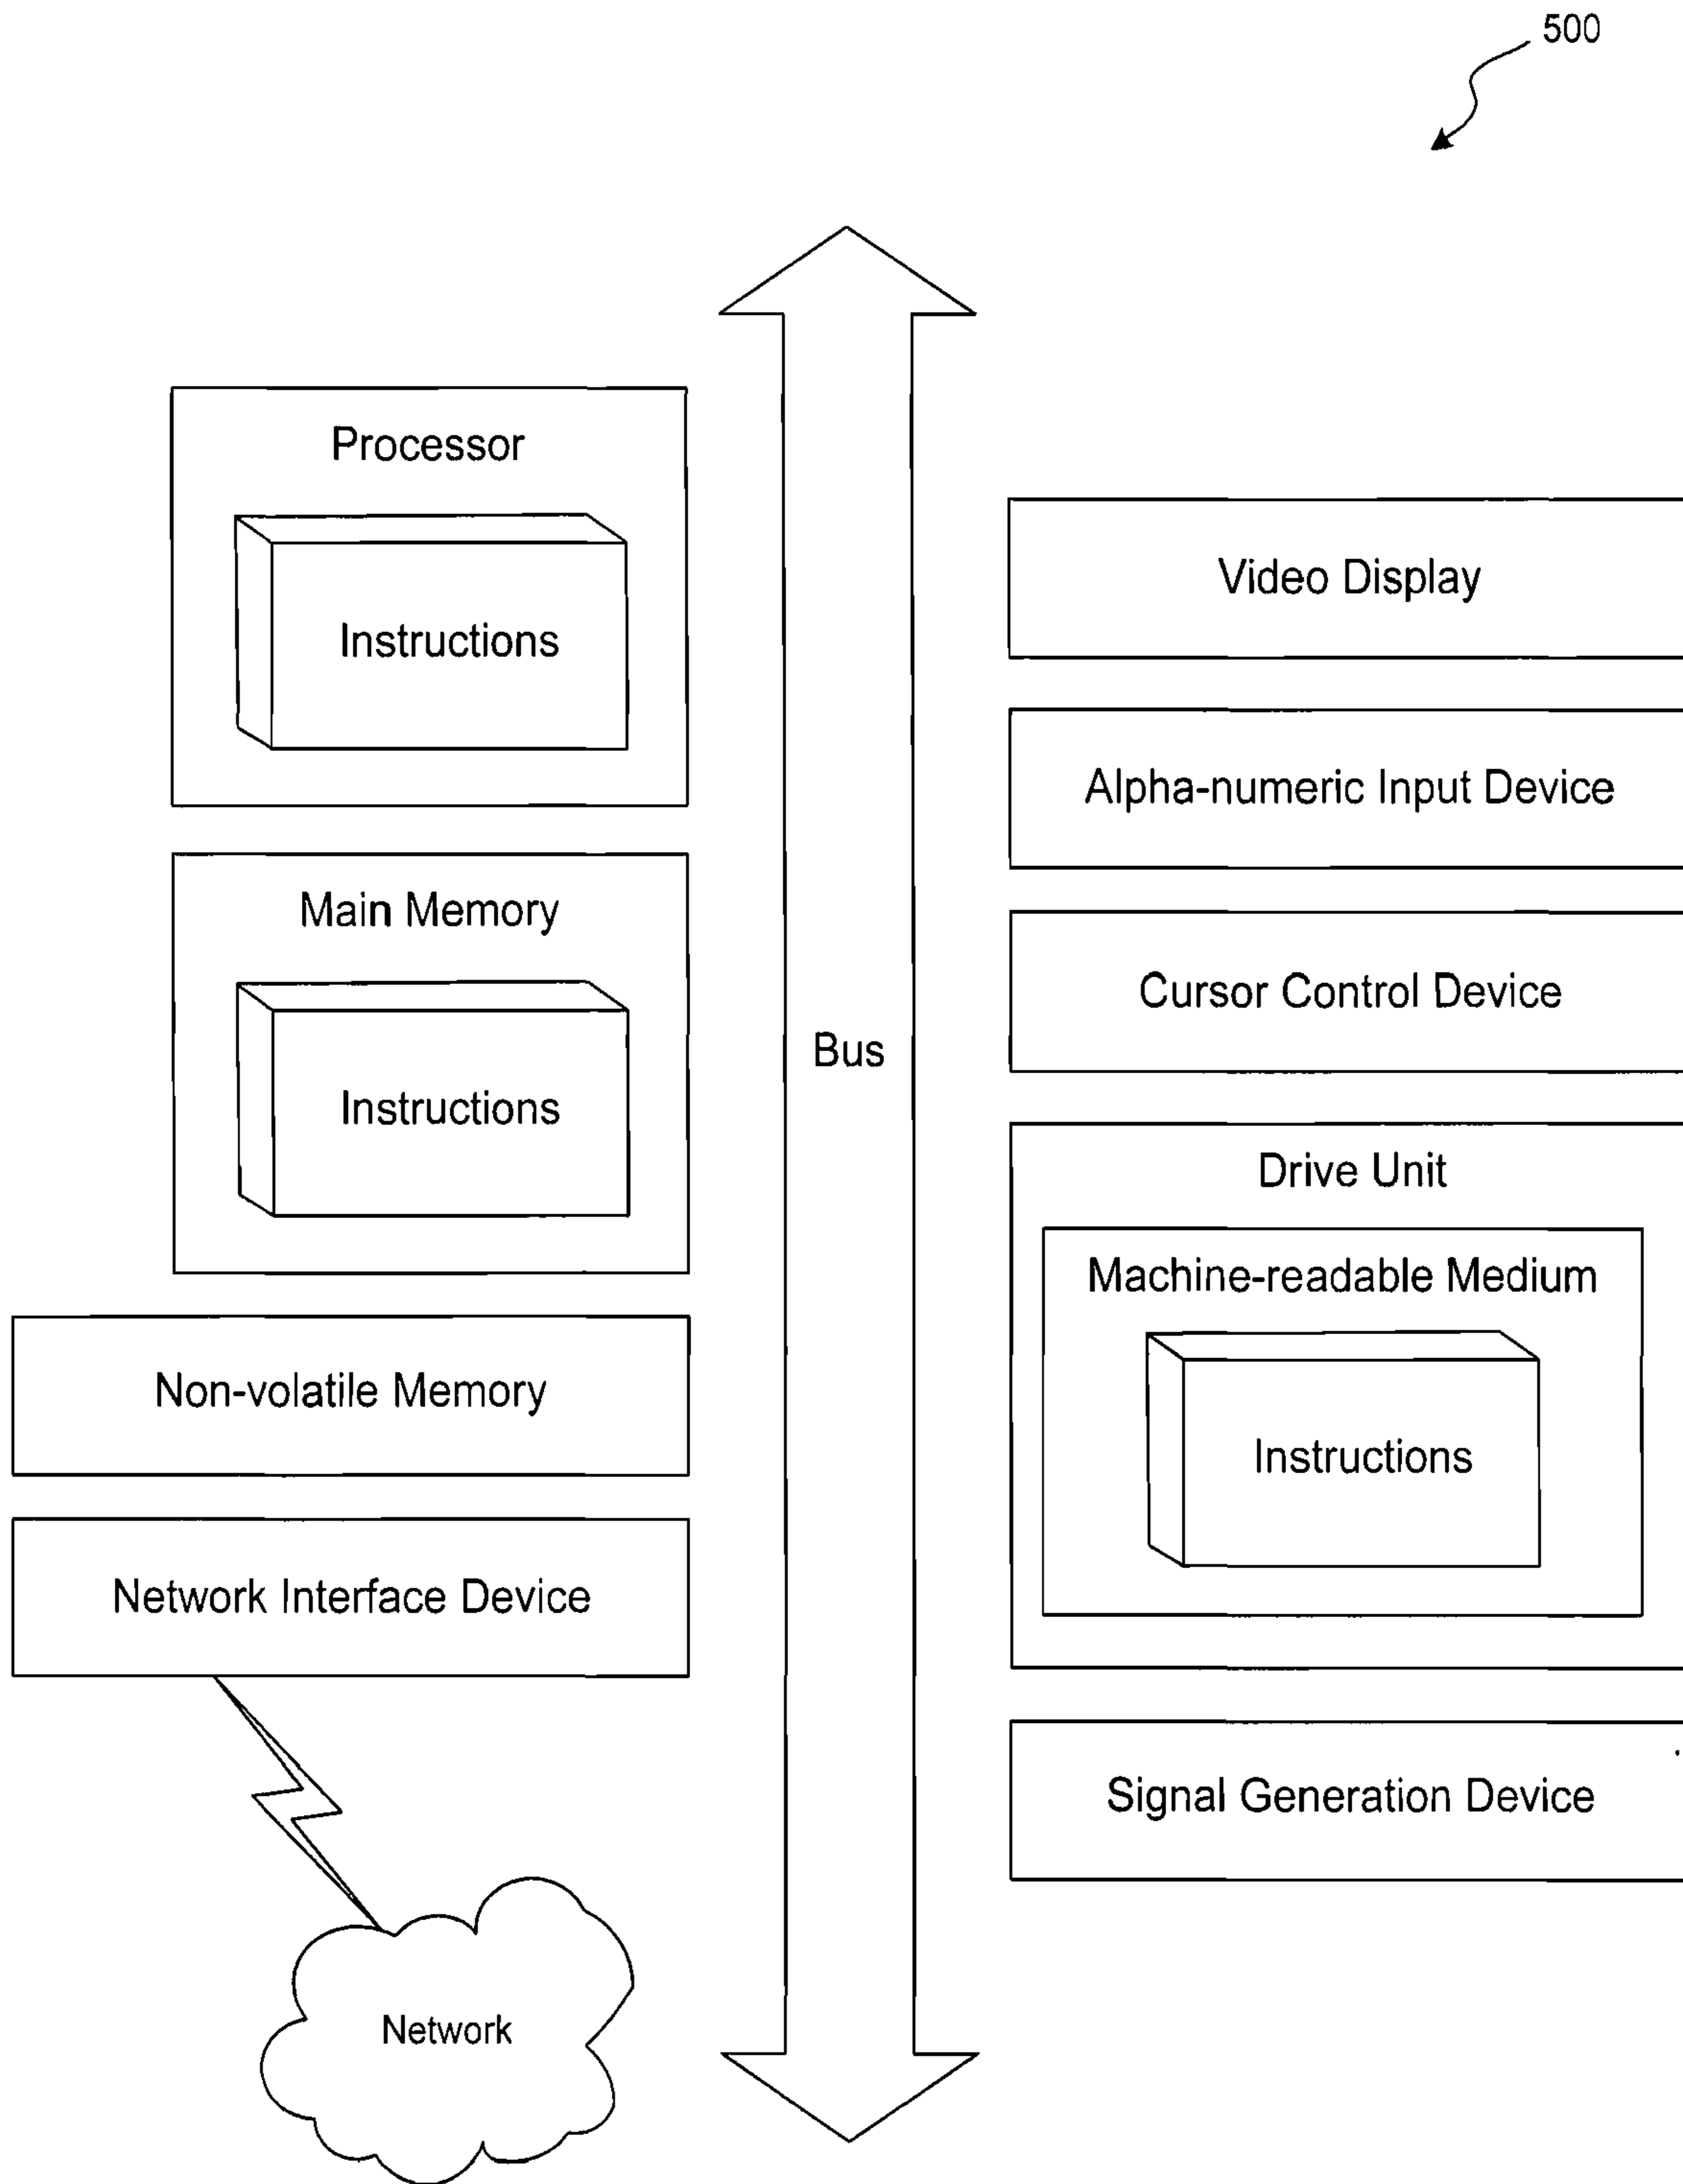 500
Processor
Instructions
Main Memory
Instructions
Non-volatile Memory
Network Interface Device
Network
Bus
Video Display
Alpha-numeric Input Device
Cursor Control Device
Drive Unit
Machine-readable Medium
Instructions
Signal Generation Device